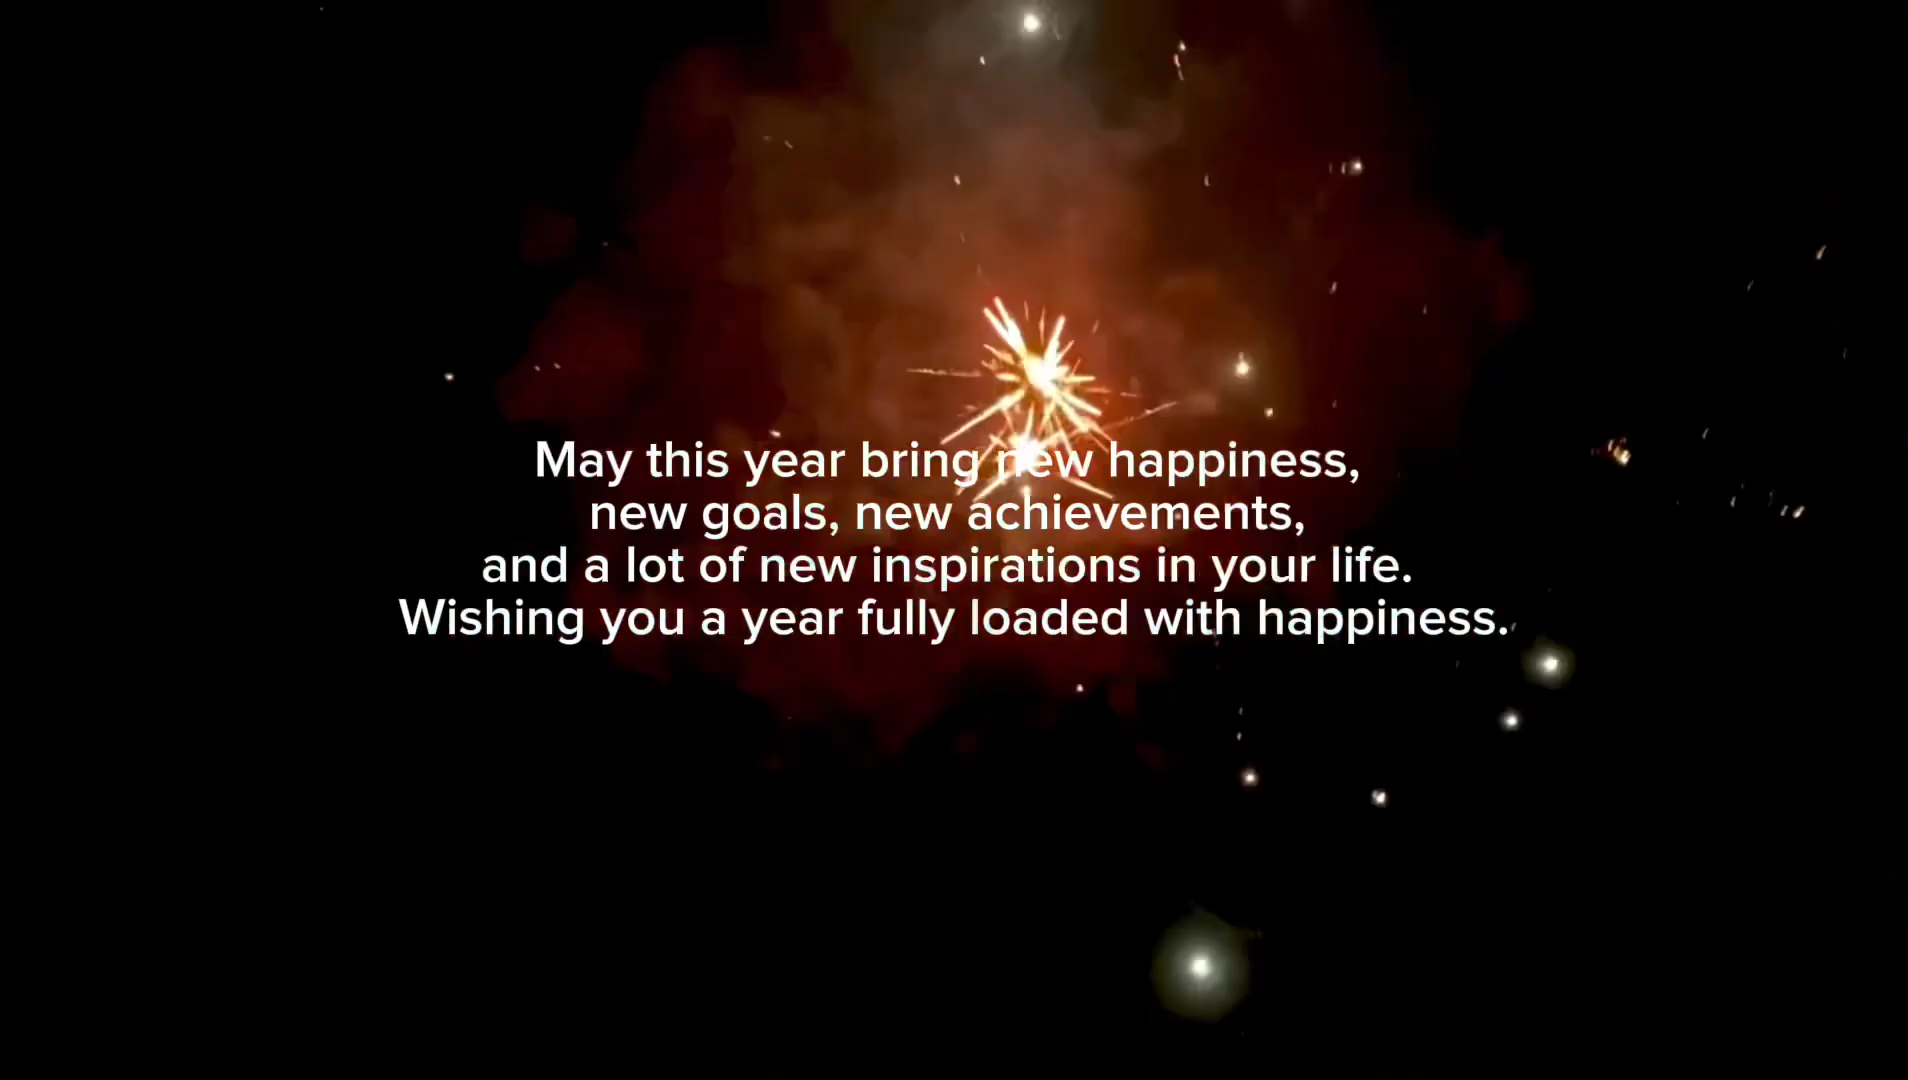 May this year bring new happiness,
new goals, new achievements,
and a lot of new inspirations in your life.
Wishing you a year fully loaded with happiness.